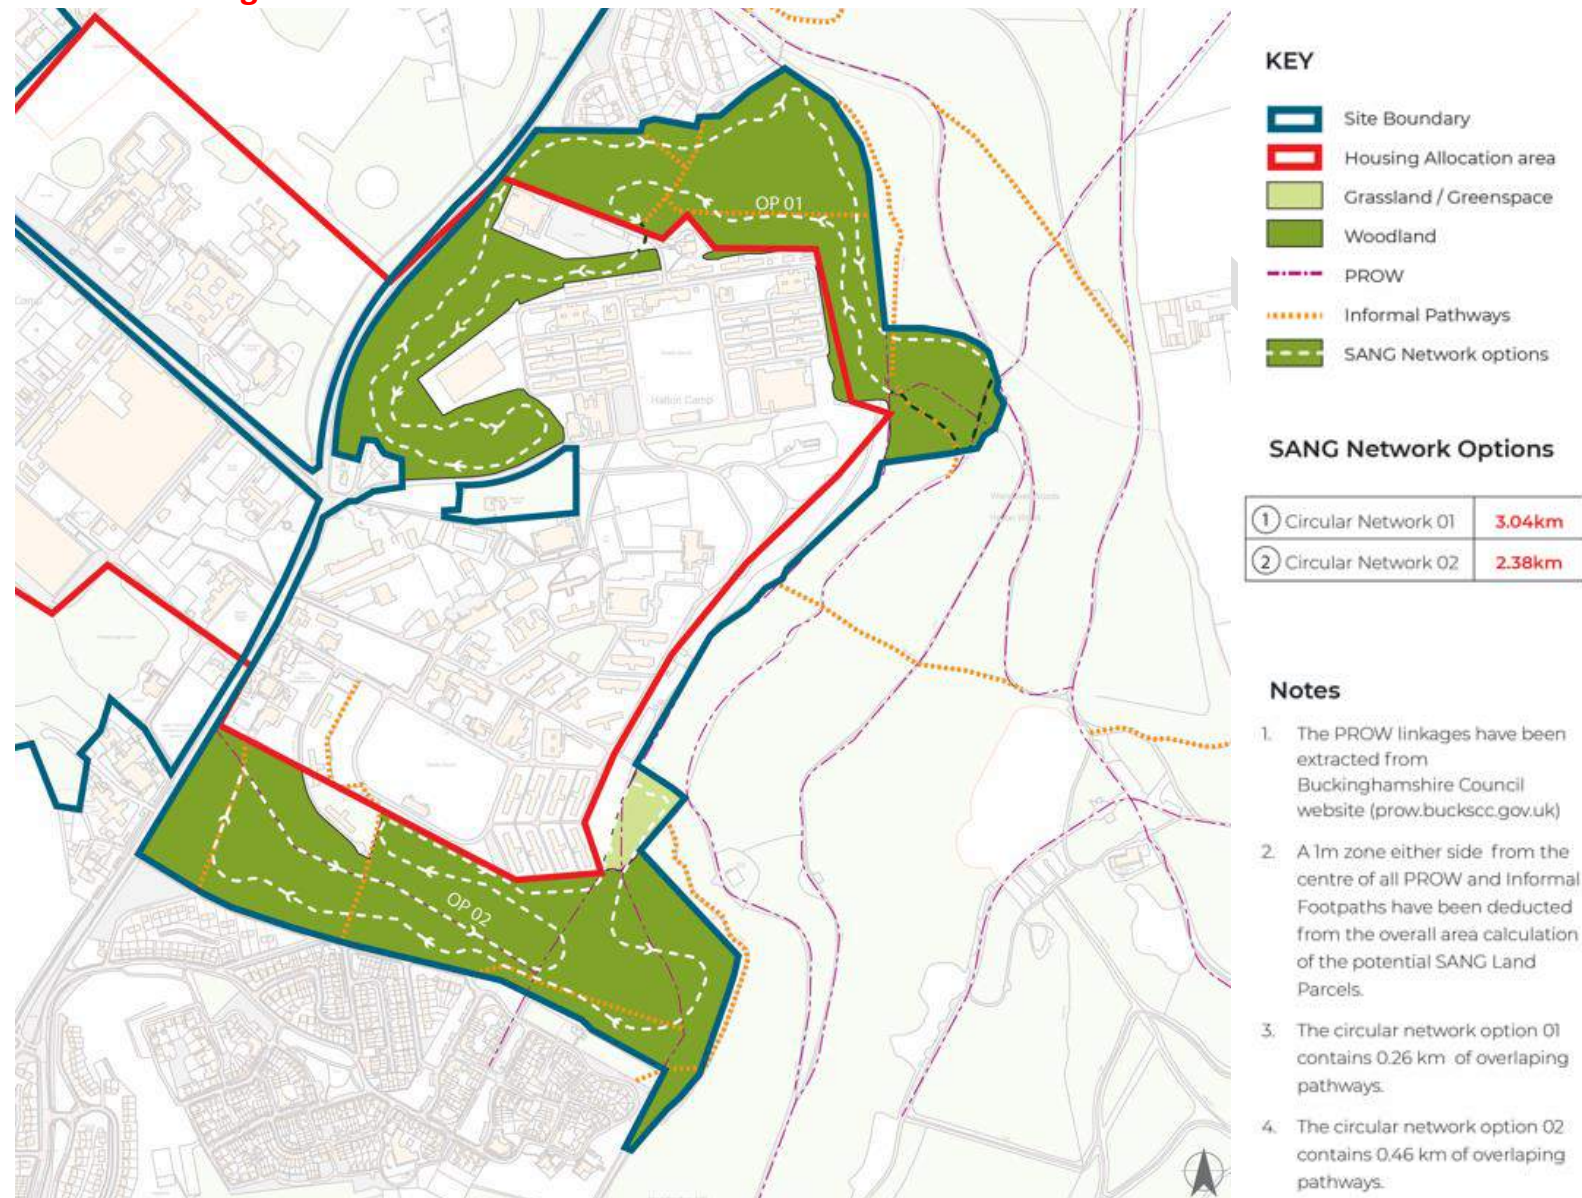 OP 01
Halton Camp
OP 02
KEY
Site Boundary
Housing Allocation area
Grassland / Greenspace
Woodland
PROW
Informal Pathways
SANG Network options
SANG Network Options
1 Circular Network 01 3.04km
2 Circular Network 02 2.38km
Notes
1. The PROW linkages have been
extracted from
Buckinghamshire Council
website (prow.buckscc.gov.uk)
2. A 1m zone either side from the
centre of all PROW and Informal
Footpaths have been deducted
from the overall area calculation
of the potential SANG Land
Parcels.
3. The circular network option 01
contains 0.26 km of overlaping
pathways.
4. The circular network option 02
contains 0.46 km of overlaping
pathways.